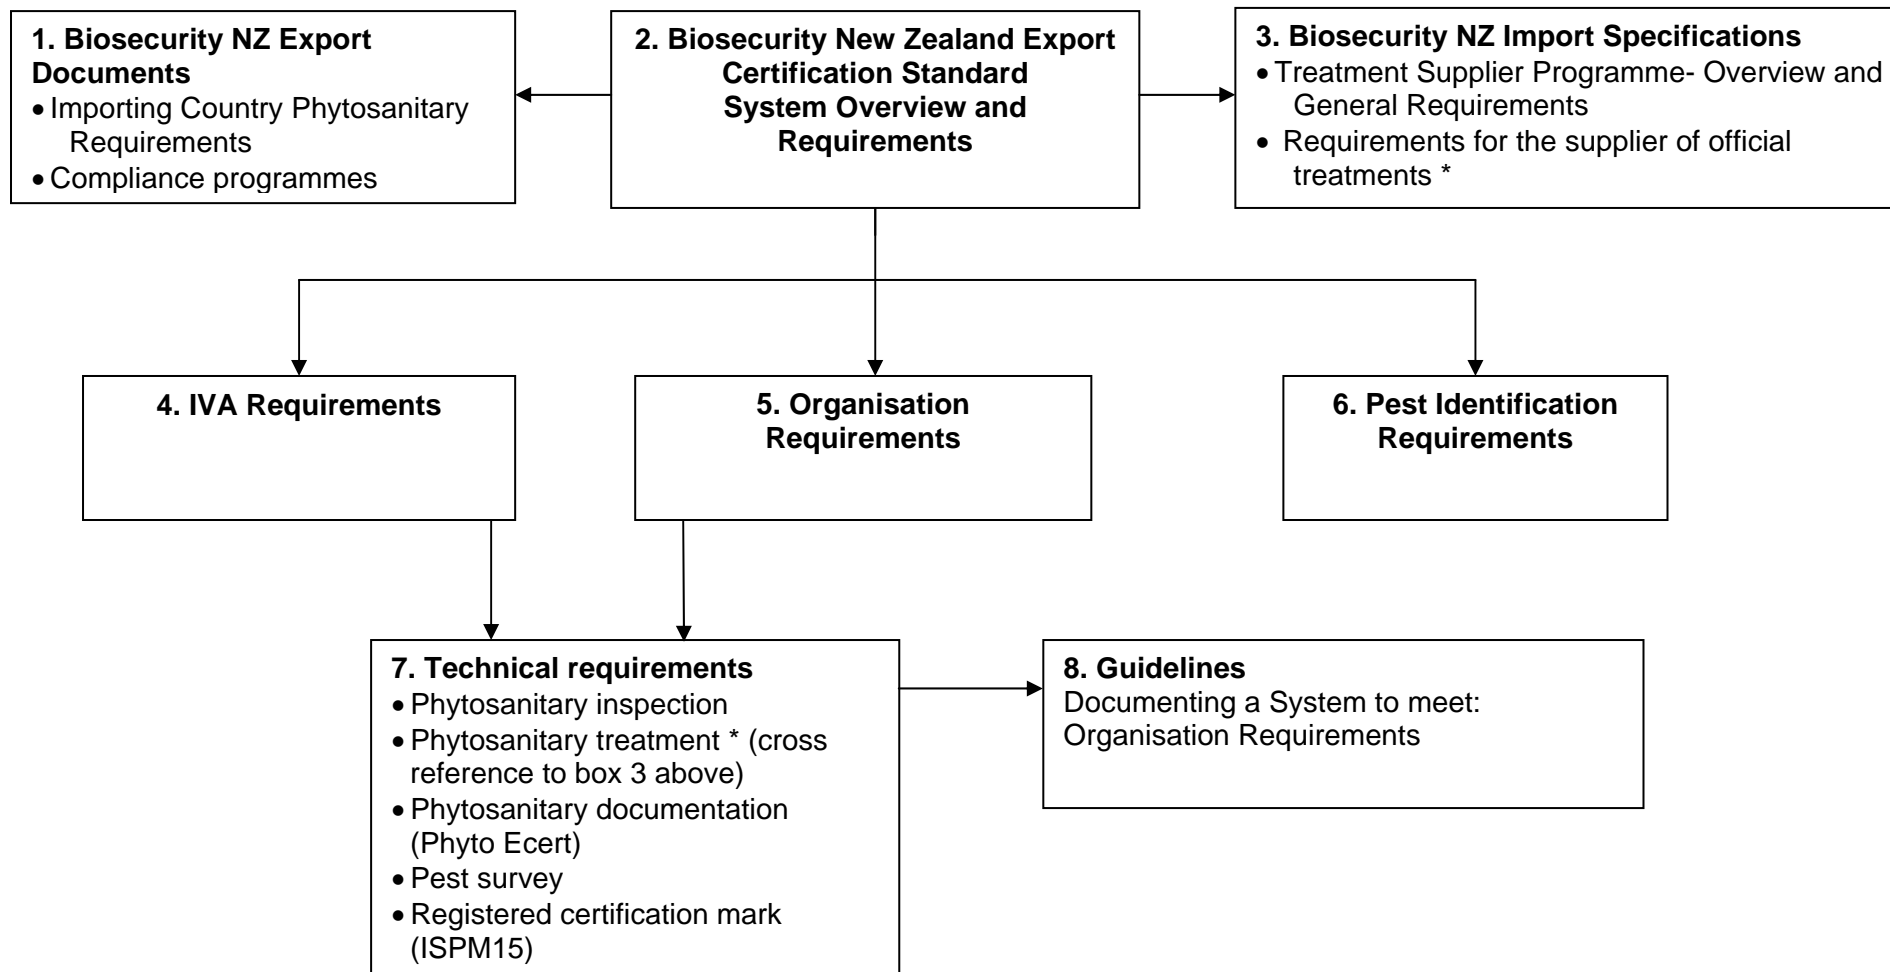 1. Biosecurity NZ Export
Documents
• Importing Country Phytosanitary
Requirements
• Compliance programmes
2. Biosecurity New Zealand Export
Certification Standard
System Overview and
Requirements
3. Biosecurity NZ Import Specifications
• Treatment Supplier Programme- Overview and
General Requirements
• Requirements for the supplier of official
treatments *
4. IVA Requirements
5. Organisation
Requirements
6. Pest Identification
Requirements
7. Technical requirements
• Phytosanitary inspection
• Phytosanitary treatment * (cross
reference to box 3 above)
• Phytosanitary documentation
(Phyto Ecert)
• Pest survey
• Registered certification mark
(ISPM15)
8. Guidelines
Documenting a System to meet:
Organisation Requirements